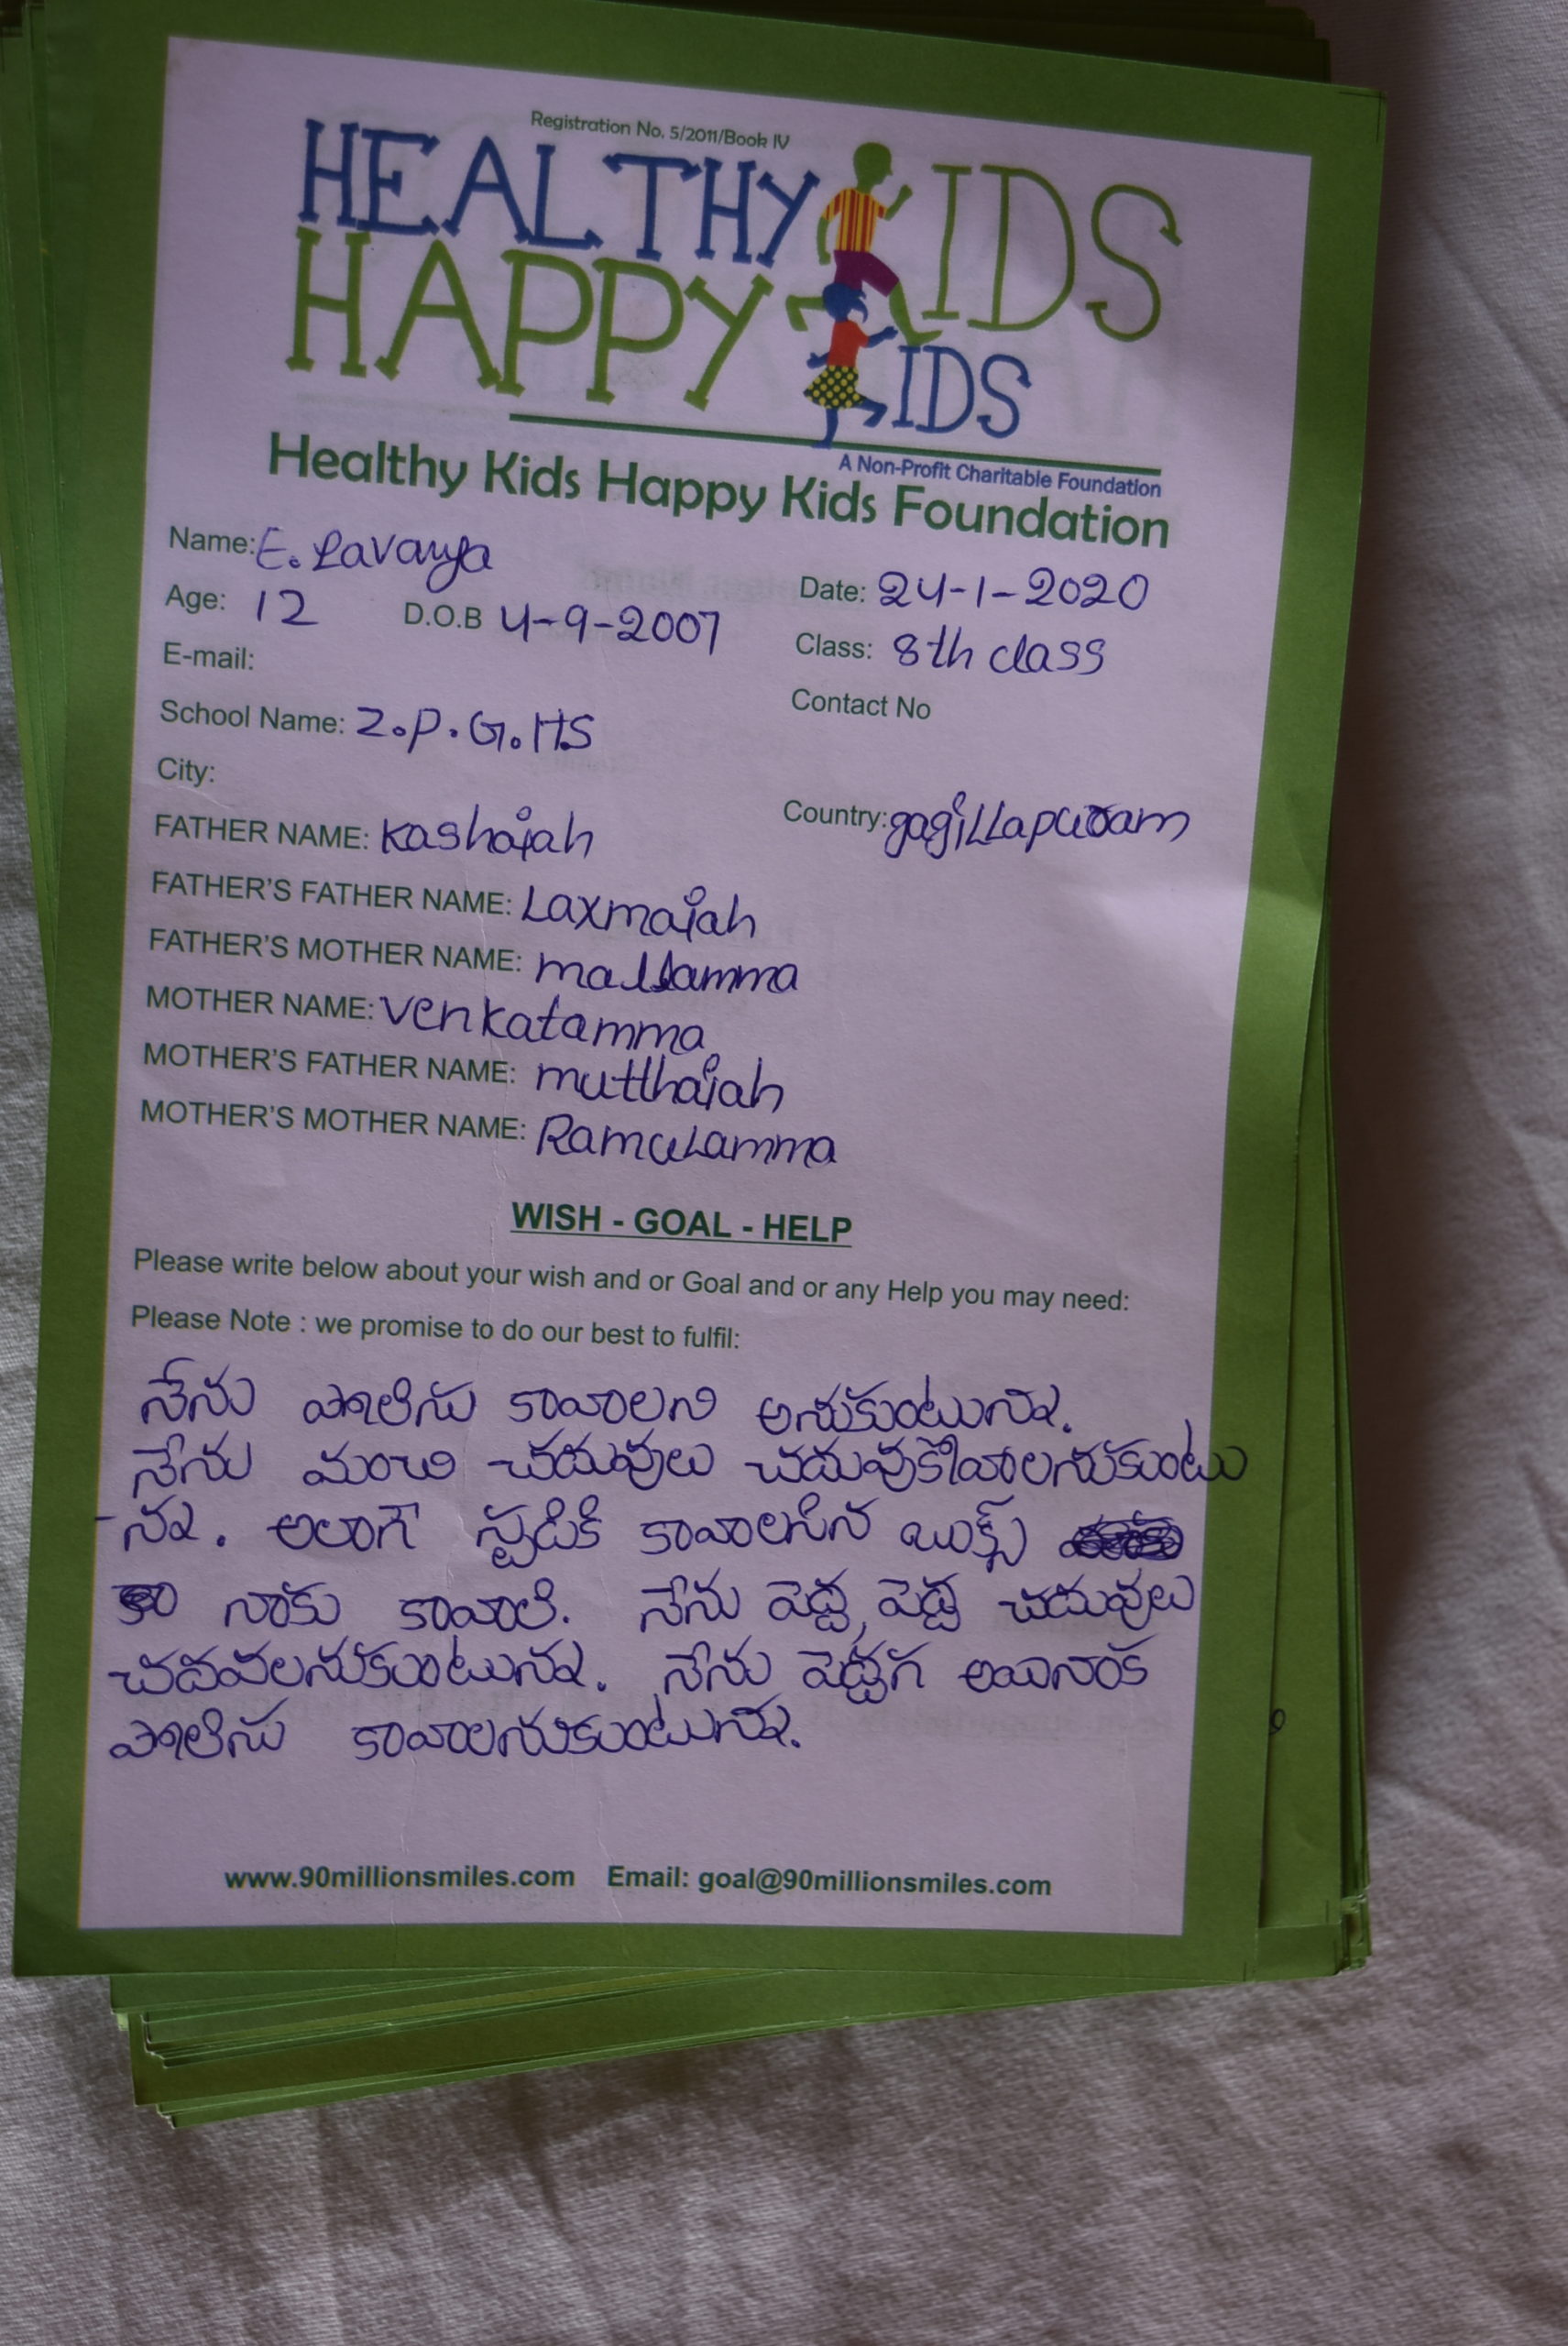 Registration No. 5/2011/Book IV
HEALTHY KIDS
HAPPY KIDS
A Non-Profit Charitable Foundation
Healthy Kids Happy Kids Foundation
Name: E. Lavanya
Date: 24-1-2020
Age: 12 D.O.B 4-9-2007
Class: 8th class
E-mail:
Contact No
School Name: Z.P.G.H.S
City:
Country: gagillapuram
FATHER NAME: Kashaiah
FATHER'S FATHER NAME: Laxmaiah
FATHER'S MOTHER NAME: mallamma
MOTHER NAME: Venkatamma
MOTHER'S FATHER NAME: mutthaiah
MOTHER'S MOTHER NAME: Ramulamma
WISH - GOAL - HELP
Please write below about your wish and or Goal and or any Help you may need:
Please Note : we promise to do our best to fulfil:
నేను పోలిసు కావాలని అనుకుంటున్న.
నేను మంచి చదువులు చదువుకోవాలనుకుంటు
-న్న. అలాగే స్టడికి కావాలసిన బుక్స్
నాకు కావాలి. నేను పెద్ద, పెద్ద చదువులు
చదవలనుకుంటున్న. నేను పెద్దగ అయినాంక
పోలిసు కావాలనుకుంటున్న.
www.90millionsmiles.com Email: goal@90millionsmiles.com